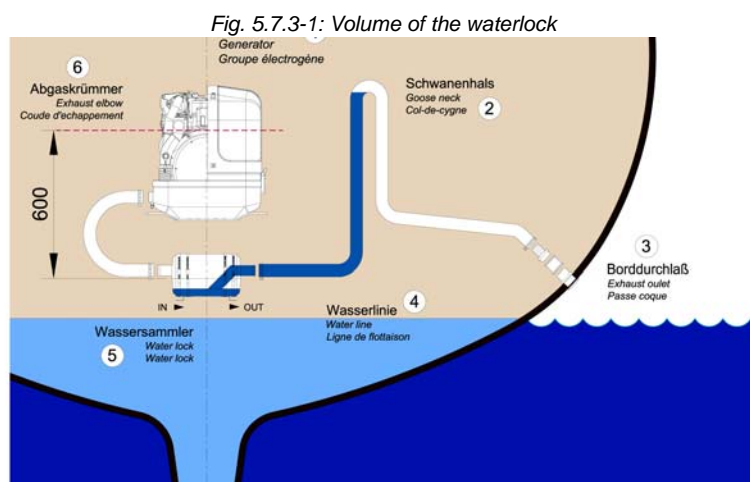 Fig. 5.7.3-1: Volume of the waterlock
Generator
Groupe électrogène
6
Abgaskrümmer
Exhaust elbow
Coude d'echappement
Schwanenhals
Goose neck
Col-de-cygne
2
600
3
Borddurchlaß
Exhaust oulet
Passe coque
IN
OUT
Wassersammler
Water lock
Water lock
5
Wasserlinie
Water line
Ligne de flottaison
4